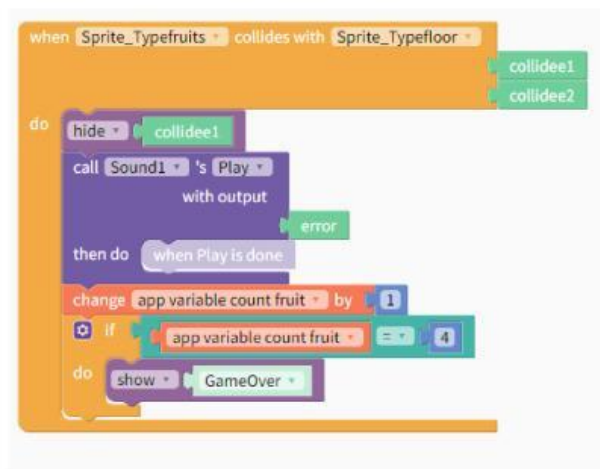 when Sprite_Typefruits collides with Sprite_Typefloor
collidee1
collidee2
do
hide collidee1
call Sound1 's Play
with output
error
then do when Play is done
change app variable count fruit by 1
if app variable count fruit = 4
do show GameOver